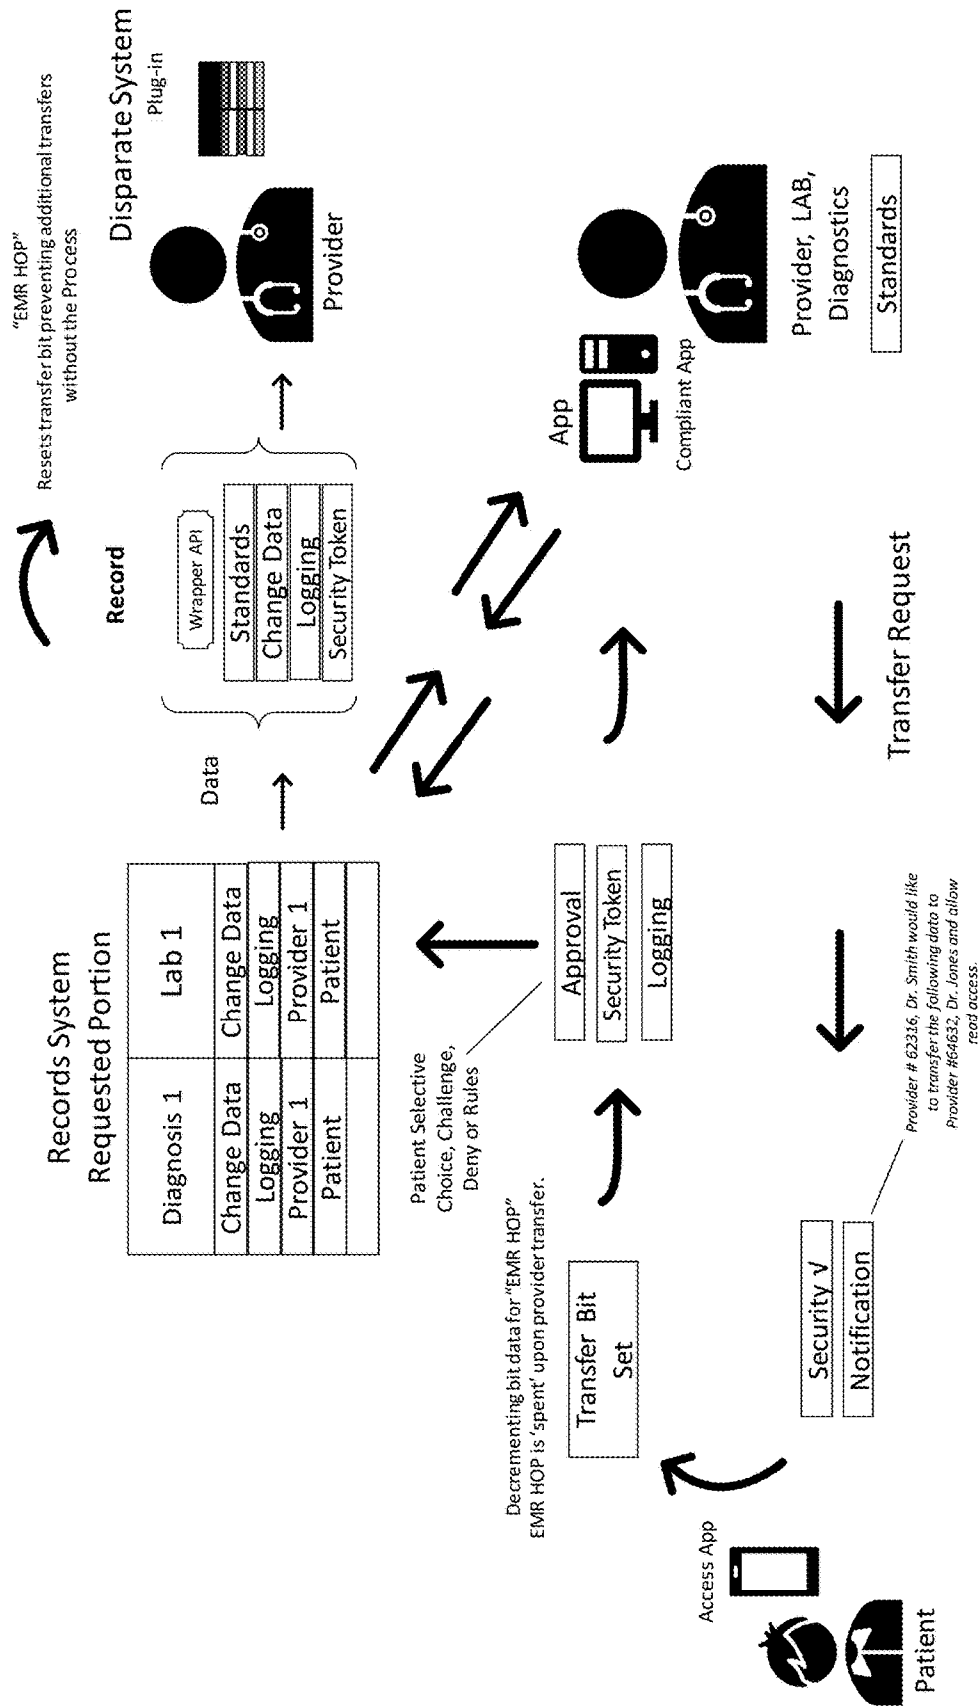 "EMR HOP"
Resets transfer bit preventing additional transfers
without the Process
Disparate System
Plug-in
Provider
Record
Wrapper API
Standards
Change Data
Logging
Security Token
Data
Records System
Requested Portion
Diagnosis 1
Lab 1
Change Data
Change Data
Logging
Logging
Provider 1
Provider 1
Patient
Patient
Patient Selective
Choice, Challenge,
Deny or Rules
Approval
Security Token
Logging
Decrementing bit data for "EMR HOP"
EMR HOP is 'spent' upon provider transfer.
Transfer Bit
Set
App
Compliant App
Provider, LAB,
Diagnostics
Standards
Transfer Request
Provider # 62316, Dr. Smith would like
to transfer the following data to
Provider #64632, Dr. Jones and allow
read access.
Security √
Notification
Access App
Patient